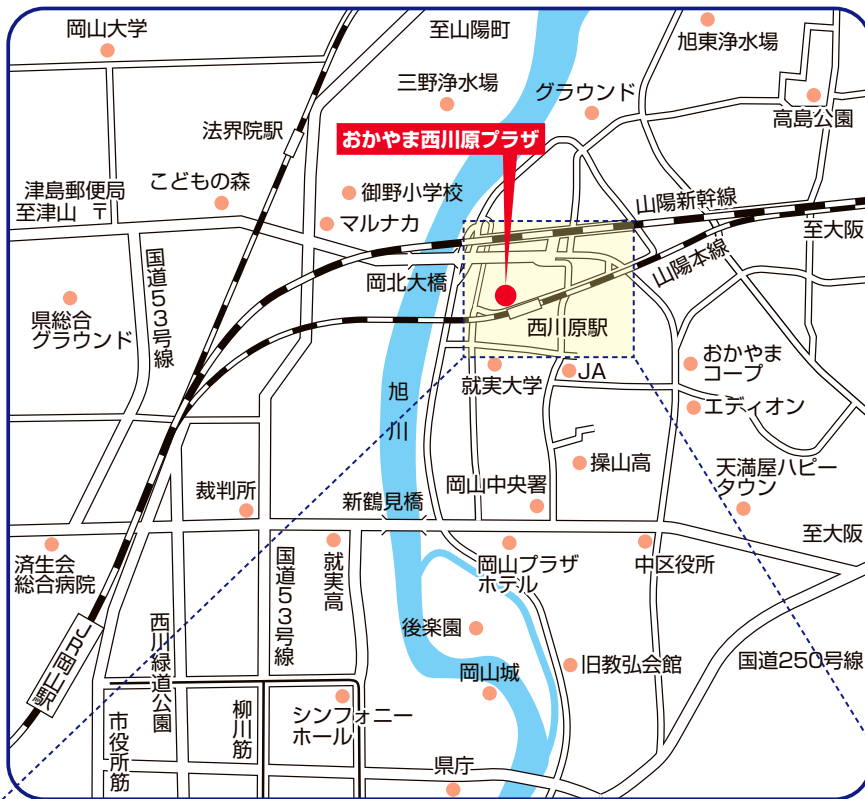 岡山大学
至山陽町
旭東浄水場
三野浄水場
グラウンド
高島公園
法界院駅
おかやま西川原プラザ
津島郵便局
至津山 〒
こどもの森
御野小学校
マルナカ
山陽新幹線
至大阪
山陽本線
国道53号線
岡北大橋
県総合
グラウンド
西川原駅
旭川
就実大学
JA
おかやま
コープ
エディオン
操山高
天満屋ハピー
タウン
裁判所
新鶴見橋
岡山中央署
至大阪
済生会
総合病院
国道53号線
就実高
岡山プラザ
ホテル
中区役所
西川緑道公園
後楽園
JR岡山駅
岡山城
旧教弘会館
国道250号線
市役所筋
柳川筋
シンフォニー
ホール
県庁